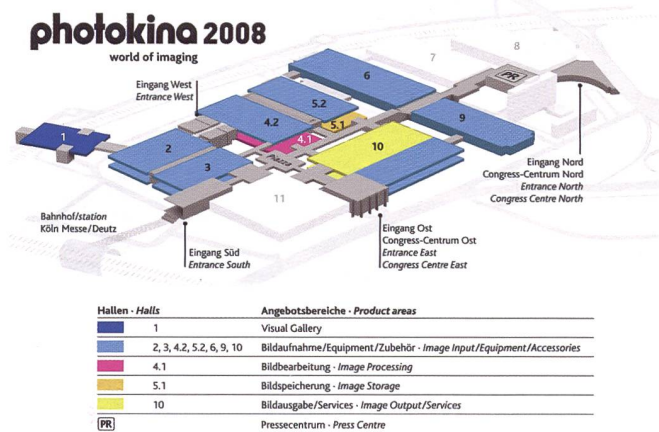 photokina 2008
world of imaging
Eingang West
Entrance West
1
2
3
4.2
4.1
5.2
5.1
6
7
8
PR
9
10
11
Piazza
Bahnhof/station
Köln Messe/Deutz
Eingang Süd
Entrance South
Eingang Ost
Congress-Centrum Ost
Entrance East
Congress Centre East
Eingang Nord
Congress-Centrum Nord
Entrance North
Congress Centre North
Hallen · Halls Angebotsbereiche · Product areas
1 Visual Gallery
2, 3, 4.2, 5.2, 6, 9, 10 Bildaufnahme/Equipment/Zubehör · Image Input/Equipment/Accessories
4.1 Bildbearbeitung · Image Processing
5.1 Bildspeicherung · Image Storage
10 Bildausgabe/Services · Image Output/Services
PR Pressecentrum · Press Centre